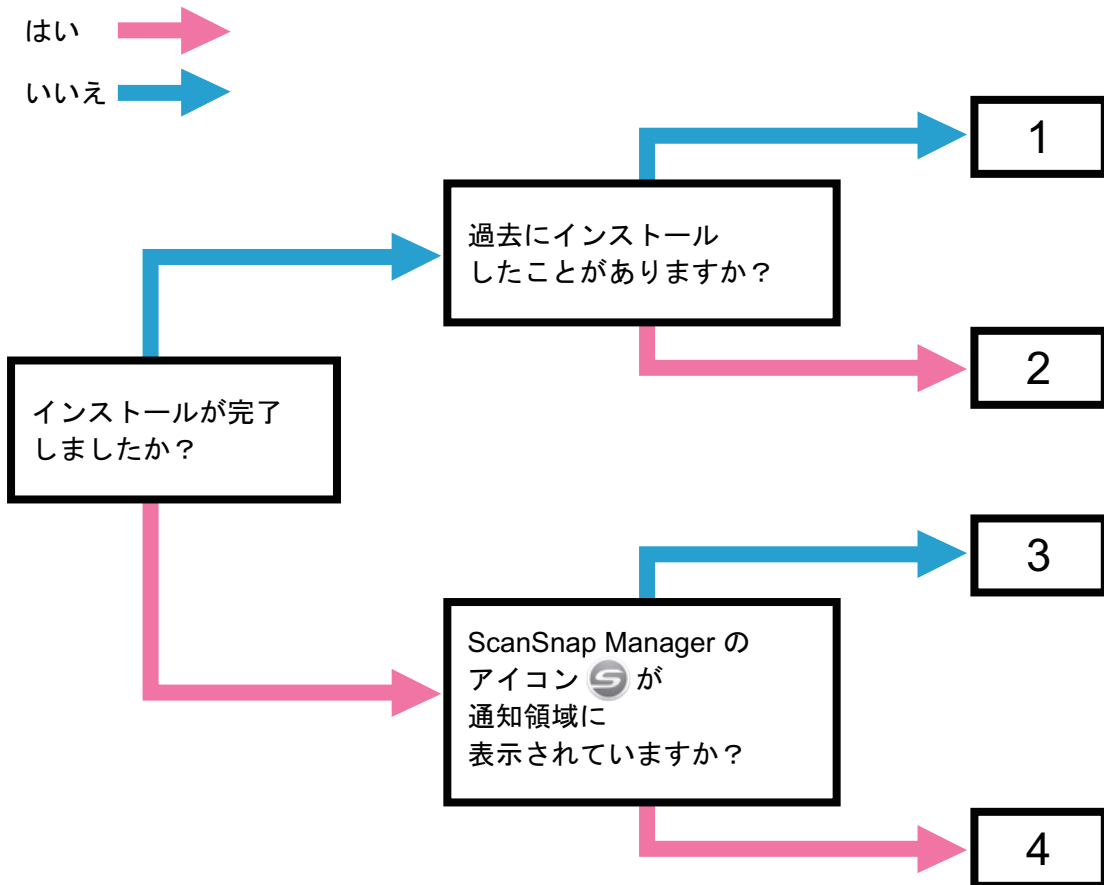 はい
いいえ
1
過去にインストール
したことがありますか？
2
インストールが完了
しましたか？
3
ScanSnap Manager の
アイコン が
通知領域に
表示されていますか？
4